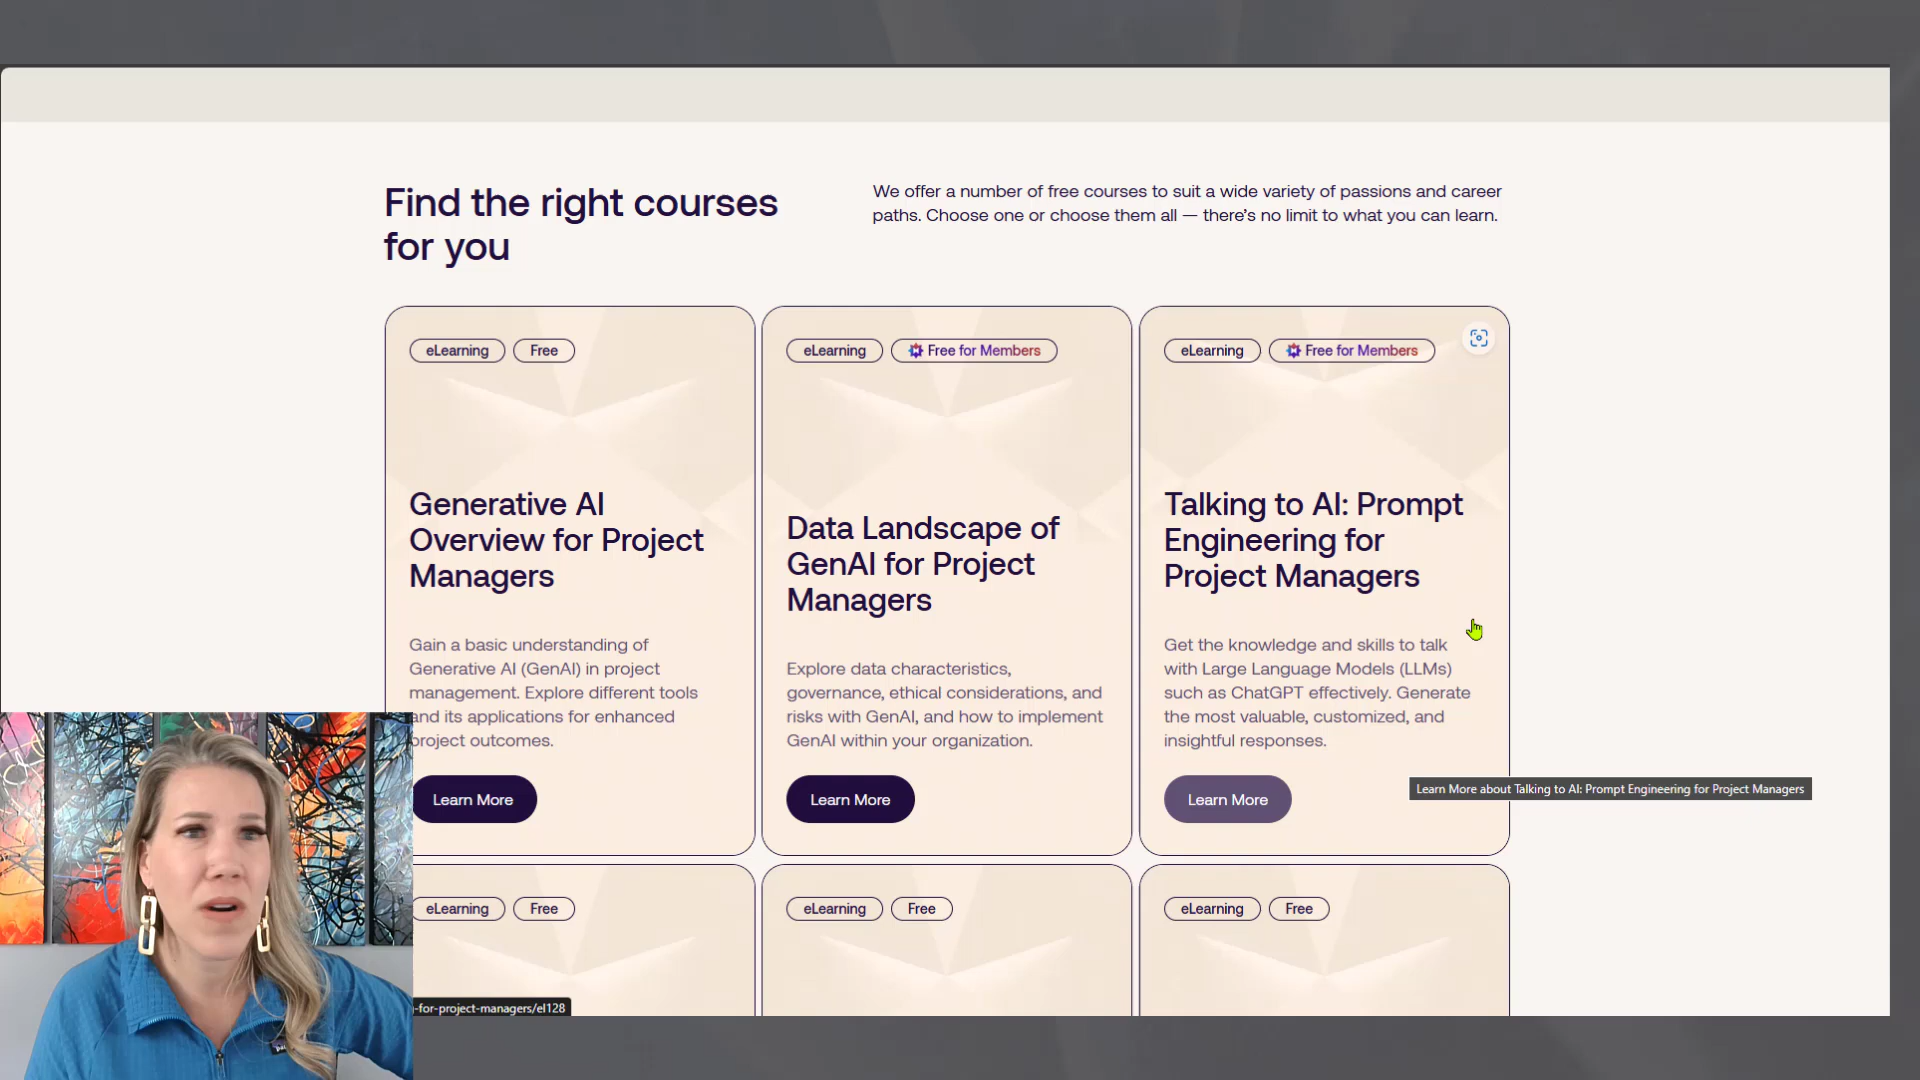 Find the right courses
for you
We offer a number of free courses to suit a wide variety of passions and career
paths. Choose one or choose them all — there's no limit to what you can learn.
eLearning Free
Generative AI
Overview for Project
Managers
Gain a basic understanding of
Generative AI (GenAI) in project
management. Explore different tools
and its applications for enhanced
project outcomes.
Learn More
eLearning Free for Members
Data Landscape of
GenAI for Project
Managers
Explore data characteristics,
governance, ethical considerations, and
risks with GenAI, and how to implement
GenAI within your organization.
Learn More
eLearning Free for Members
Talking to AI: Prompt
Engineering for
Project Managers
Get the knowledge and skills to talk
with Large Language Models (LLMs)
such as ChatGPT effectively. Generate
the most valuable, customized, and
insightful responses.
Learn More
Learn More about Talking to AI: Prompt Engineering for Project Managers
eLearning Free
eLearning Free
eLearning Free
-for-project-managers/el128